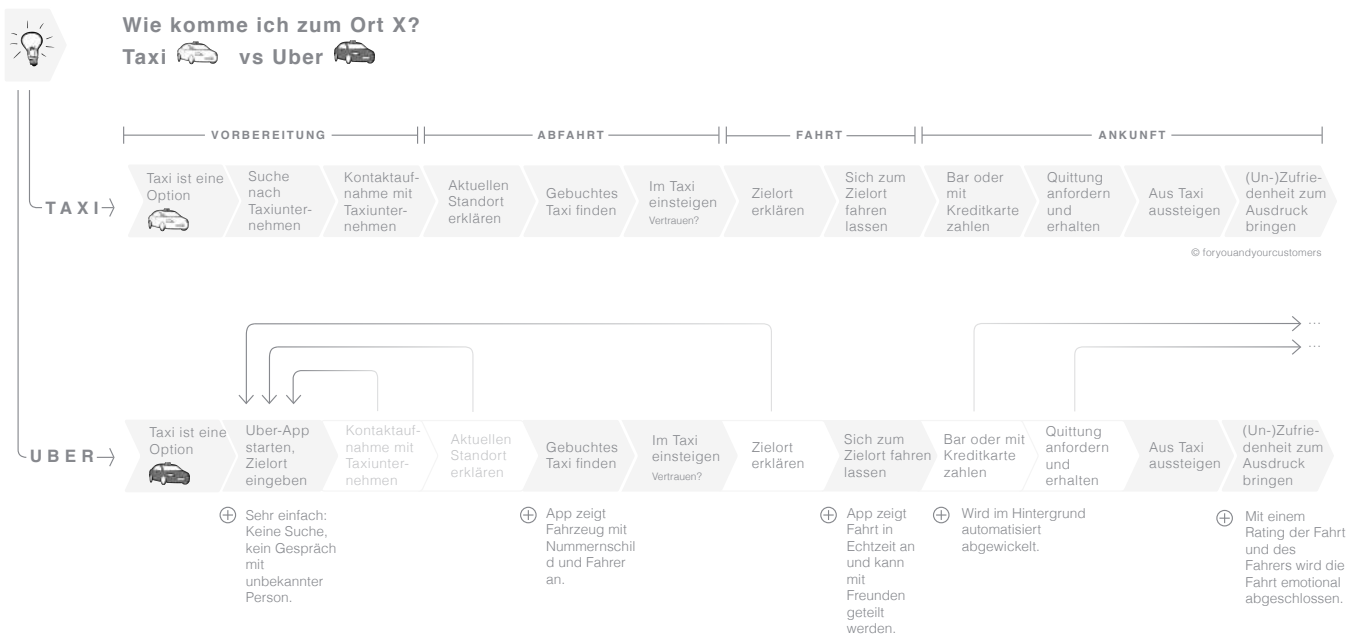 Wie komme ich zum Ort X?
Taxi vs Uber
VORBEREITUNG
ABFAHRT
FAHRT
ANKUNFT
TAXI
Taxi ist eine
Option
Suche
nach
Taxiunter-
nehmen
Kontaktauf-
nahme mit
Taxiunter-
nehmen
Aktuellen
Standort
erklären
Gebuchtes
Taxi finden
Im Taxi
einsteigen
Vertrauen?
Zielort
erklären
Sich zum
Zielort
fahren
lassen
Bar oder
mit
Kreditkarte
zahlen
Quittung
anfordern
und
erhalten
Aus Taxi
aussteigen
(Un-)Zufrie-
denheit zum
Ausdruck
bringen
© foryouandyourcustomers
...
...
UBER
Taxi ist eine
Option
Uber-App
starten,
Zielort
eingeben
Kontaktauf-
nahme mit
Taxiunter-
nehmen
Aktuellen
Standort
erklären
Gebuchtes
Taxi finden
Im Taxi
einsteigen
Vertrauen?
Zielort
erklären
Sich zum
Zielort fahren
lassen
Bar oder mit
Kreditkarte
zahlen
Quittung
anfordern
und
erhalten
Aus Taxi
aussteigen
(Un-)Zufrie-
denheit zum
Ausdruck
bringen
Sehr einfach:
Keine Suche,
kein Gespräch
mit
unbekannter
Person.
App zeigt
Fahrzeug mit
Nummernschil
d und Fahrer
an.
App zeigt
Fahrt in
Echtzeit an
und kann
mit
Freunden
geteilt
werden.
Wird im Hintergrund
automatisiert
abgewickelt.
Mit einem
Rating der Fahrt
und des
Fahrers wird die
Fahrt emotional
abgeschlossen.